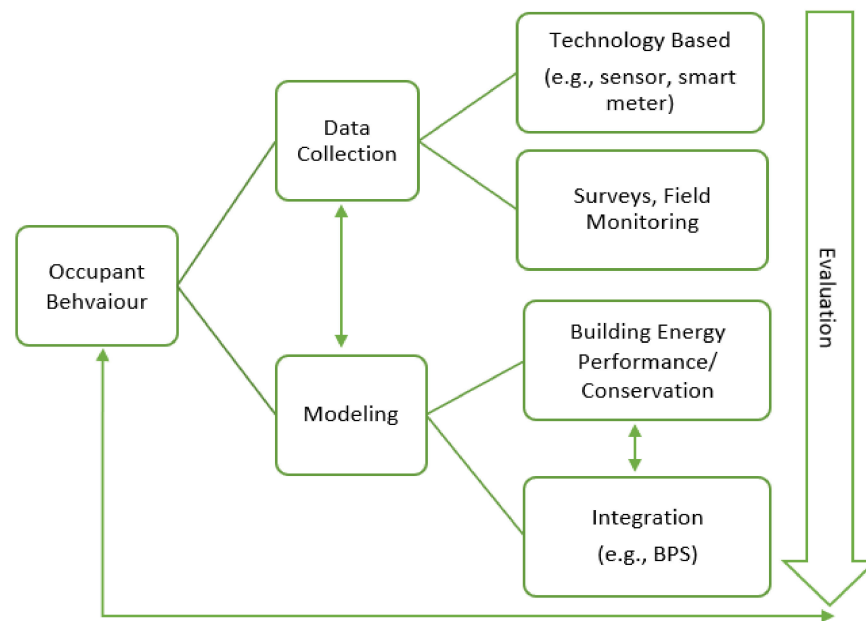 Technology Based
(e.g., sensor, smart
meter)
Data
Collection
Surveys, Field
Monitoring
Occupant
Behvaiour
Evaluation
Building Energy
Performance/
Conservation
Modeling
Integration
(e.g., BPS)